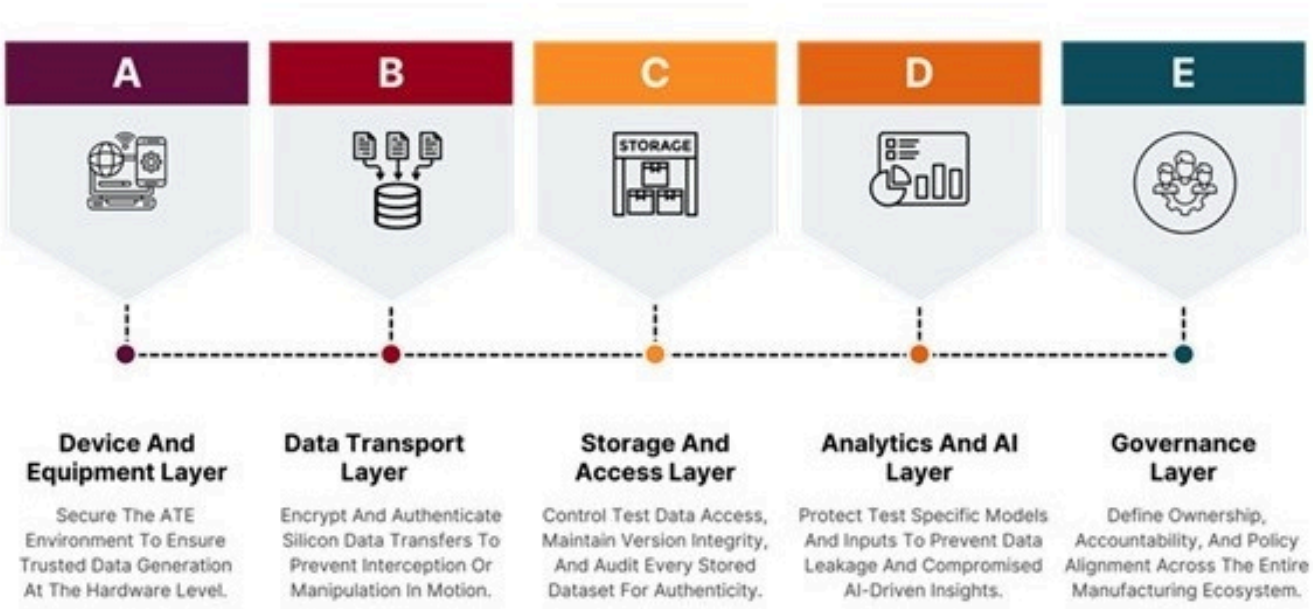 A
B
C
D
E
STORAGE
Device And
Equipment Layer
Secure The ATE
Environment To Ensure
Trusted Data Generation
At The Hardware Level.
Data Transport
Layer
Encrypt And Authenticate
Silicon Data Transfers To
Prevent Interception Or
Manipulation In Motion.
Storage And
Access Layer
Control Test Data Access,
Maintain Version Integrity,
And Audit Every Stored
Dataset For Authenticity.
Analytics And AI
Layer
Protect Test Specific Models
And Inputs To Prevent Data
Leakage And Compromised
AI-Driven Insights.
Governance
Layer
Define Ownership,
Accountability, And Policy
Alignment Across The Entire
Manufacturing Ecosystem.